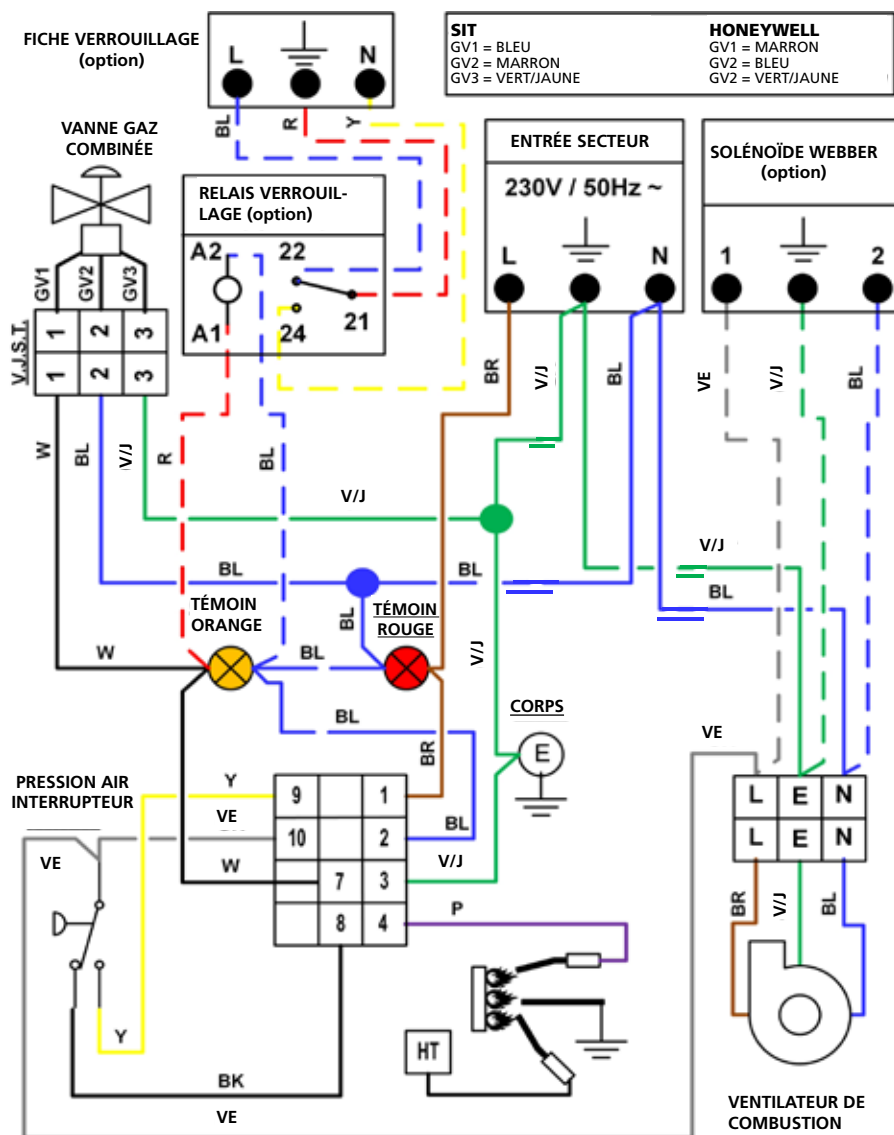 FICHE VERROUILLAGE
(option)
L
N
SIT
GV1 = BLEU
GV2 = MARRON
GV3 = VERT/JAUNE
HONEYWELL
GV1 = MARRON
GV2 = BLEU
GV2 = VERT/JAUNE
BL
R
Y
VANNE GAZ
COMBINÉE
RELAIS VERROUIL-
LAGE (option)
A2
22
A1
24
21
ENTRÉE SECTEUR
230V / 50Hz ~
L
N
SOLÉNOÏDE WEBBER
(option)
1
2
GV1
GV2
GV3
V.J.S.T.
1
2
3
1
2
3
W
BL
V/J
R
BL
BR
V/J
BL
VE
V/J
BL
V/J
V/J
BL
BL
BL
TÉMOIN
ORANGE
BL
TÉMOIN
ROUGE
W
BL
V/J
BL
BR
CORPS
E
VE
PRESSION AIR
INTERRUPTEUR
Y
VE
VE
W
9
1
10
2
7
3
8
4
BL
V/J
P
L
E
N
L
E
N
BR
V/J
BL
Y
HT
BK
VE
VENTILATEUR DE
COMBUSTION